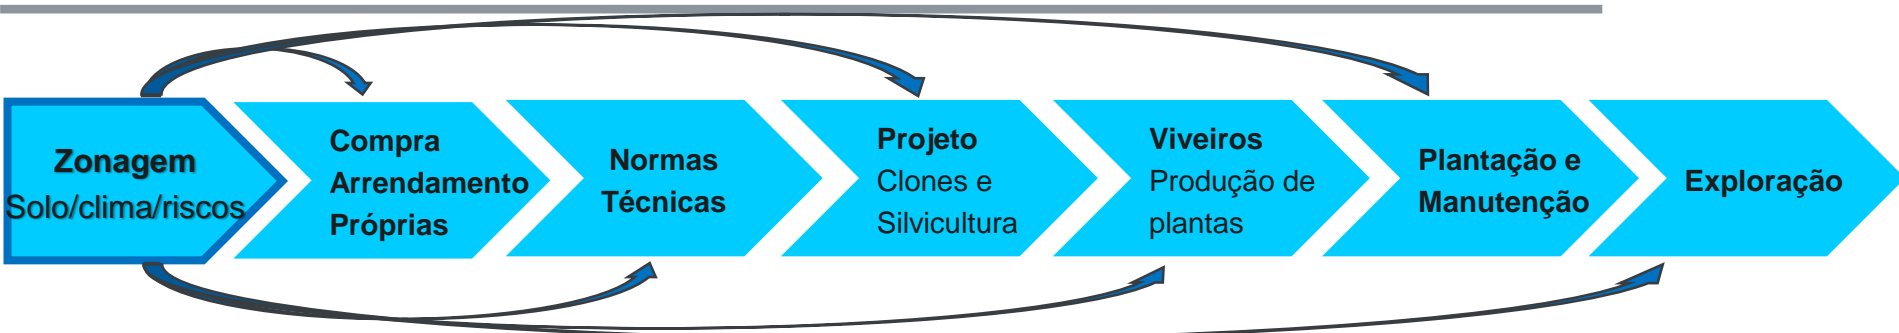 Zonagem
Solo/clima/riscos
Compra
Arrendamento
Próprias
Normas
Técnicas
Projeto
Clones e
Silvicultura
Viveiros
Produção de
plantas
Plantação e
Manutenção
Exploração